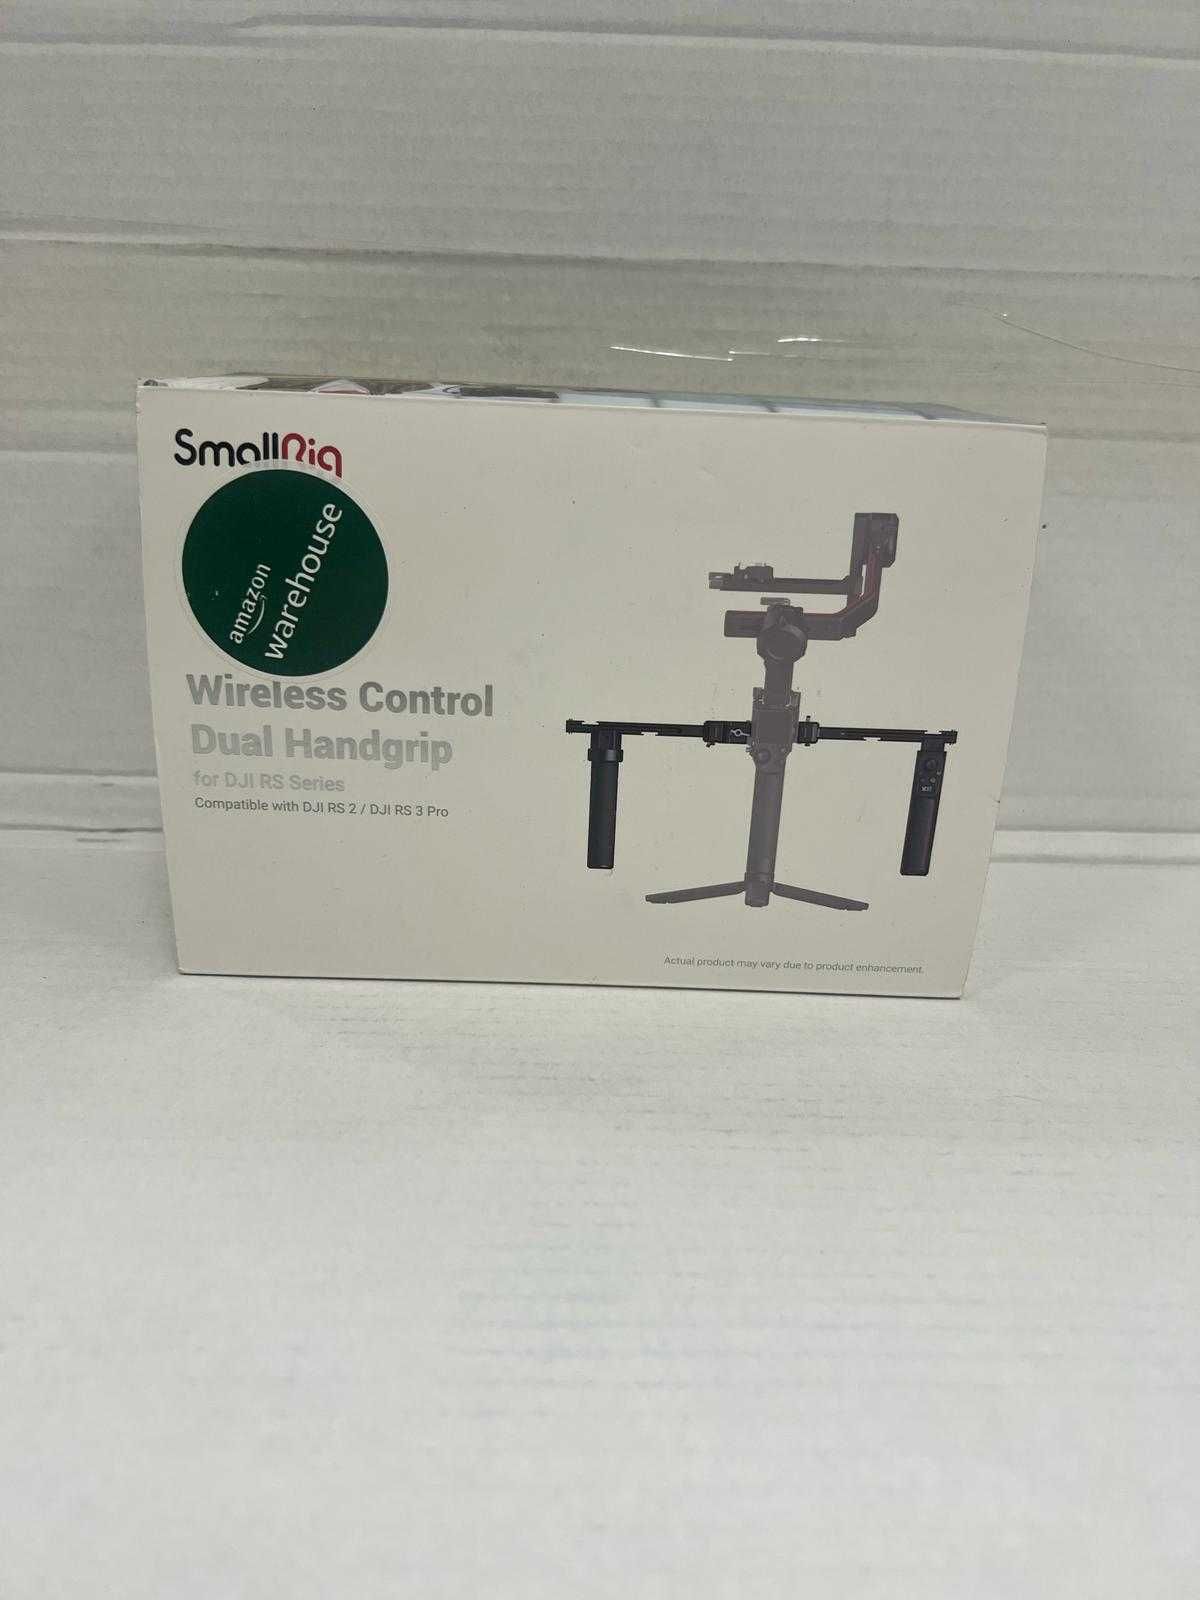 SmallRig
amazon
warehouse
Wireless Control
Dual Handgrip
for DJI RS Series
Compatible with DJI RS 2 / DJI RS 3 Pro
Actual product may vary due to product enhancement.